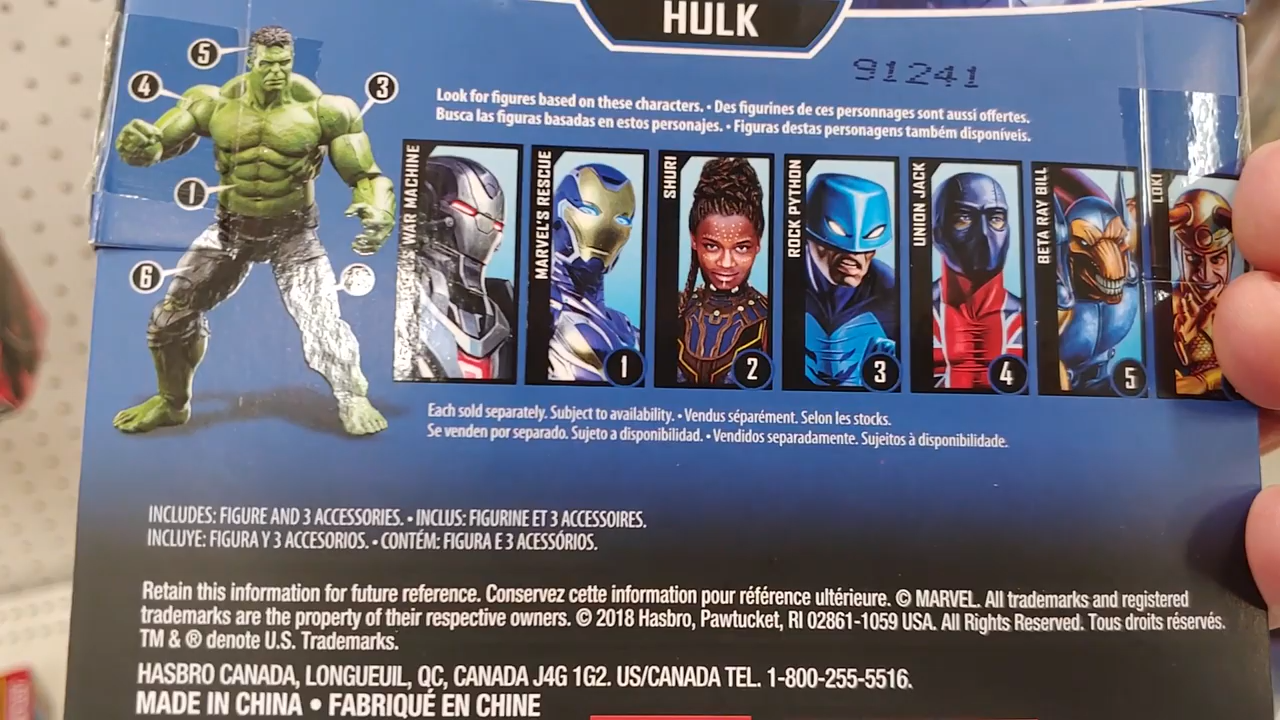 HULK
91241
5
4
3
1
6
Look for figures based on these characters. • Des figurines de ces personnages sont aussi offertes.
Busca las figuras basadas en estos personajes. • Figuras destas personagens também disponíveis.
WAR MACHINE
MARVEL'S RESCUE
1
SHURI
2
ROCK PYTHON
3
UNION JACK
4
BETA RAY BILL
5
LOKI
Each sold separately. Subject to availability. • Vendus séparément. Selon les stocks.
Se venden por separado. Sujeto a disponibilidad. • Vendidos separadamente. Sujeitos à disponibilidade.
INCLUDES: FIGURE AND 3 ACCESSORIES. • INCLUS: FIGURINE ET 3 ACCESSOIRES.
INCLUYE: FIGURA Y 3 ACCESORIOS. • CONTÉM: FIGURA E 3 ACESSÓRIOS.
Retain this information for future reference. Conservez cette information pour référence ultérieure. © MARVEL. All trademarks and registered
trademarks are the property of their respective owners. © 2018 Hasbro, Pawtucket, RI 02861-1059 USA. All Rights Reserved. Tous droits réservés.
TM & ® denote U.S. Trademarks.
HASBRO CANADA, LONGUEUIL, QC, CANADA J4G 1G2. US/CANADA TEL. 1-800-255-5516.
MADE IN CHINA • FABRIQUÉ EN CHINE